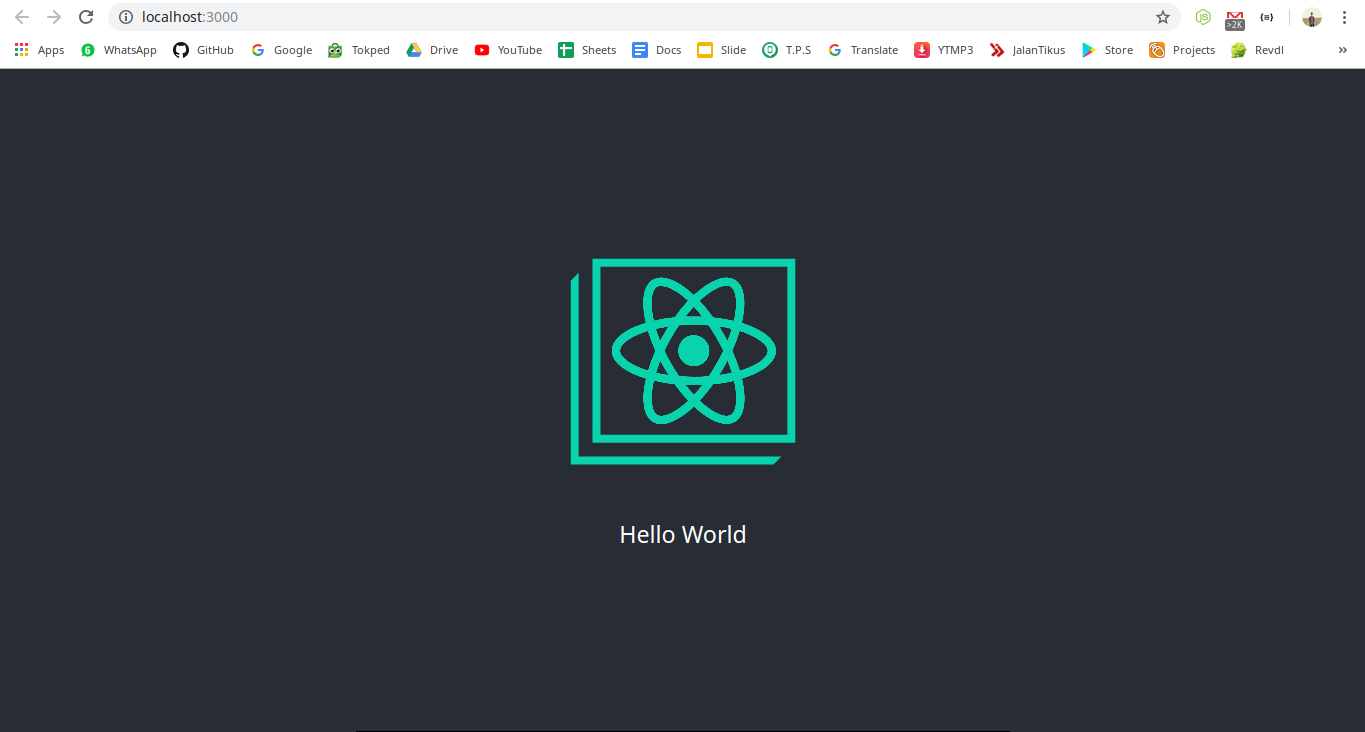 localhost:3000
>2K
Apps WhatsApp GitHub Google Tokped Drive YouTube Sheets Docs Slide T.P.S Translate YTMP3 JalanTikus Store Projects Revdl »
Hello World